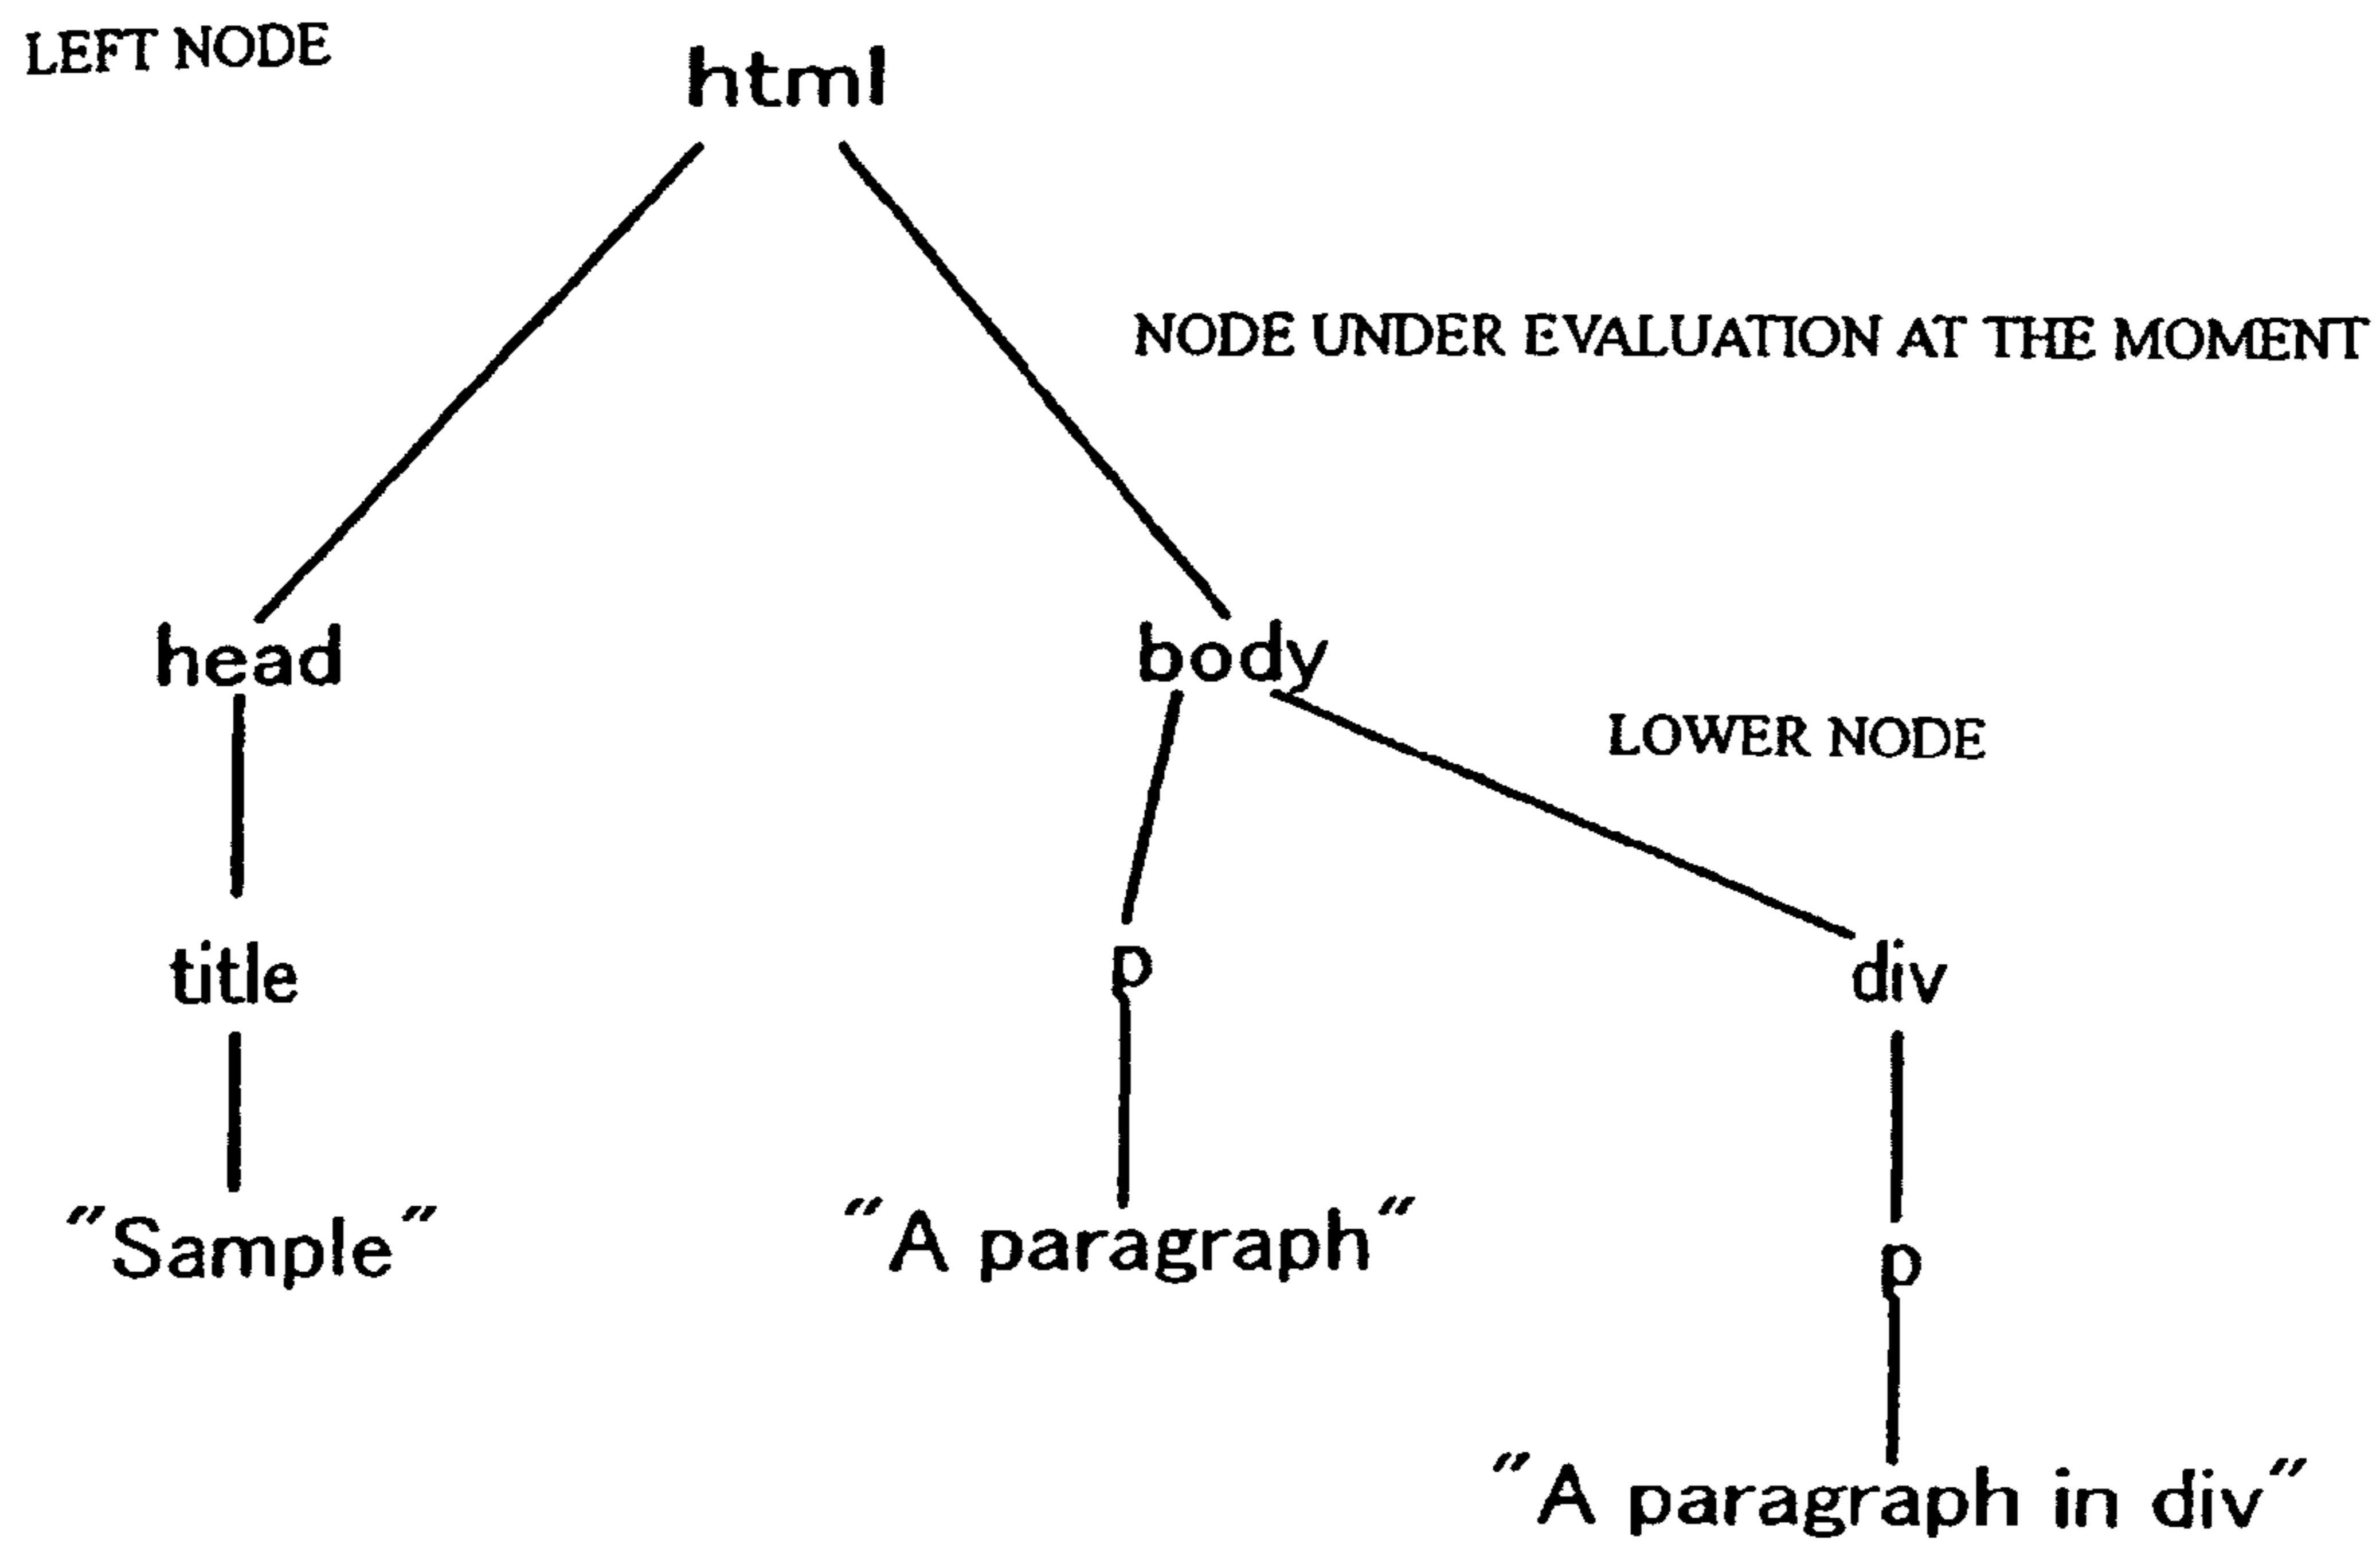 LEFT NODE
html
NODE UNDER EVALUATION AT THE MOMENT
head
body
LOWER NODE
title
p
div
"Sample"
"A paragraph"
p
"A paragraph in div"